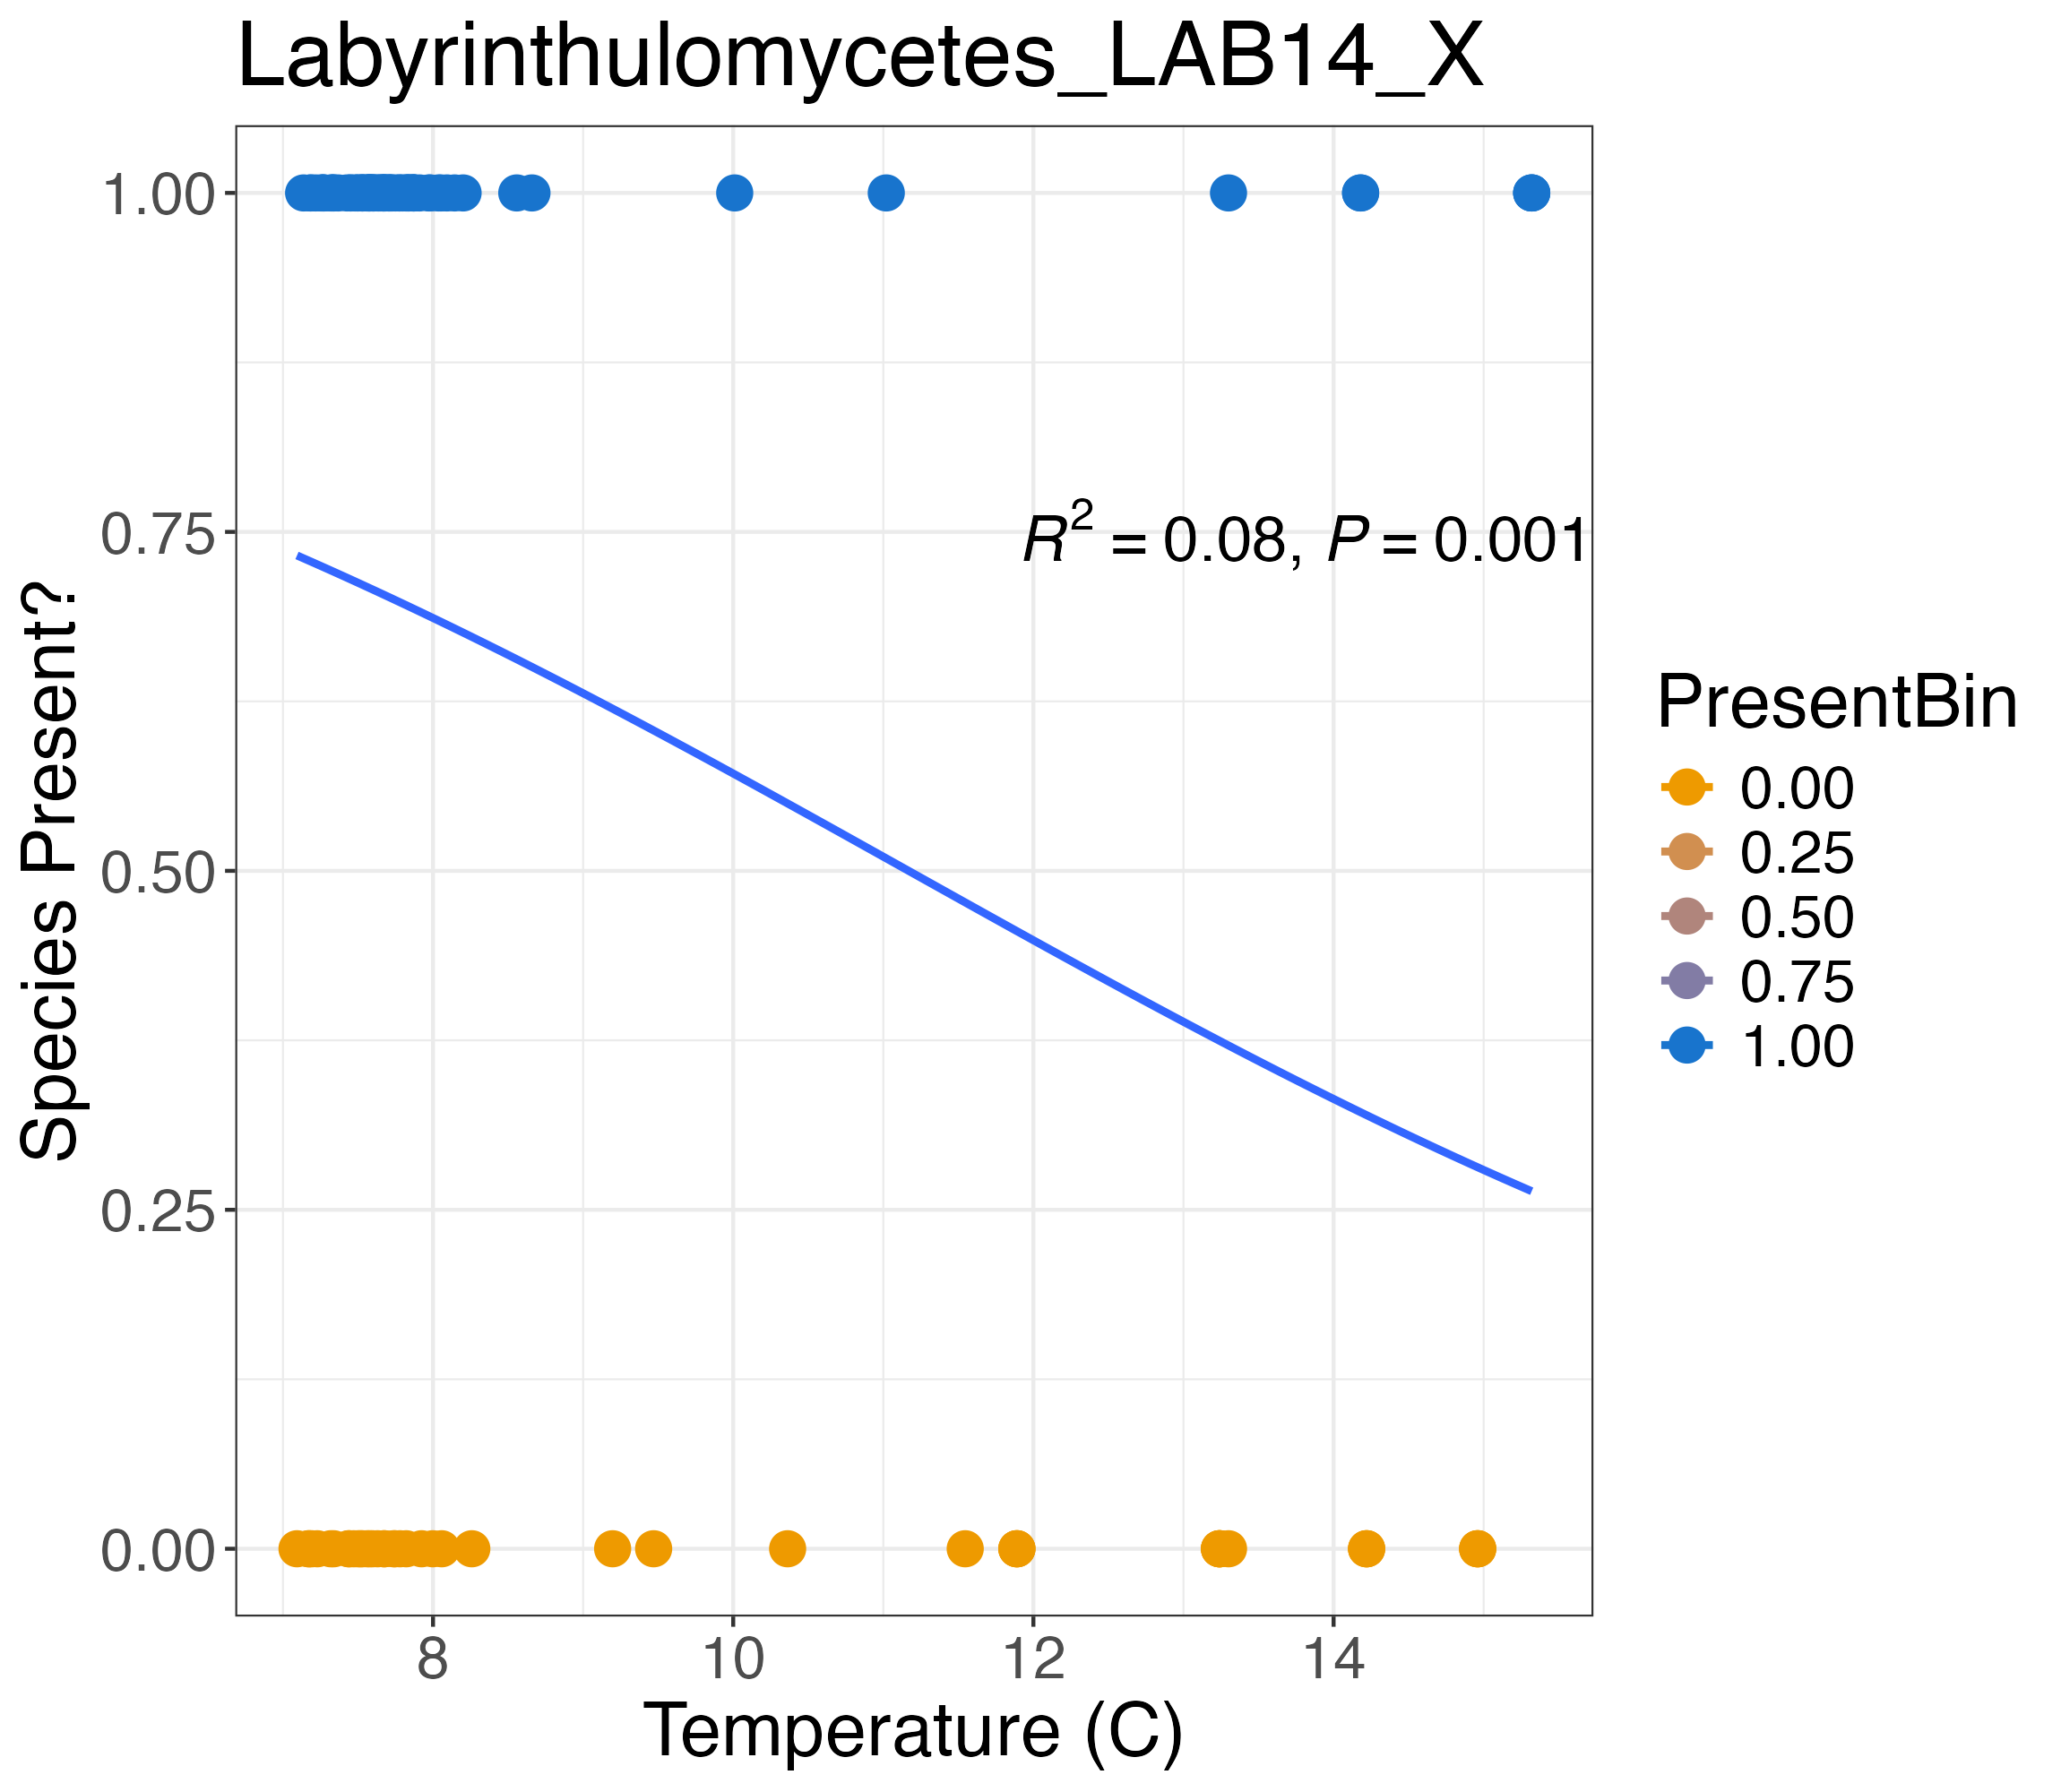 Labyrinthulomycetes_LAB14_X
1.00
0.75
0.50
0.25
0.00
Species Present?
R² = 0.08, P = 0.001
8 10 12 14
Temperature (C)
PresentBin
0.00
0.25
0.50
0.75
1.00